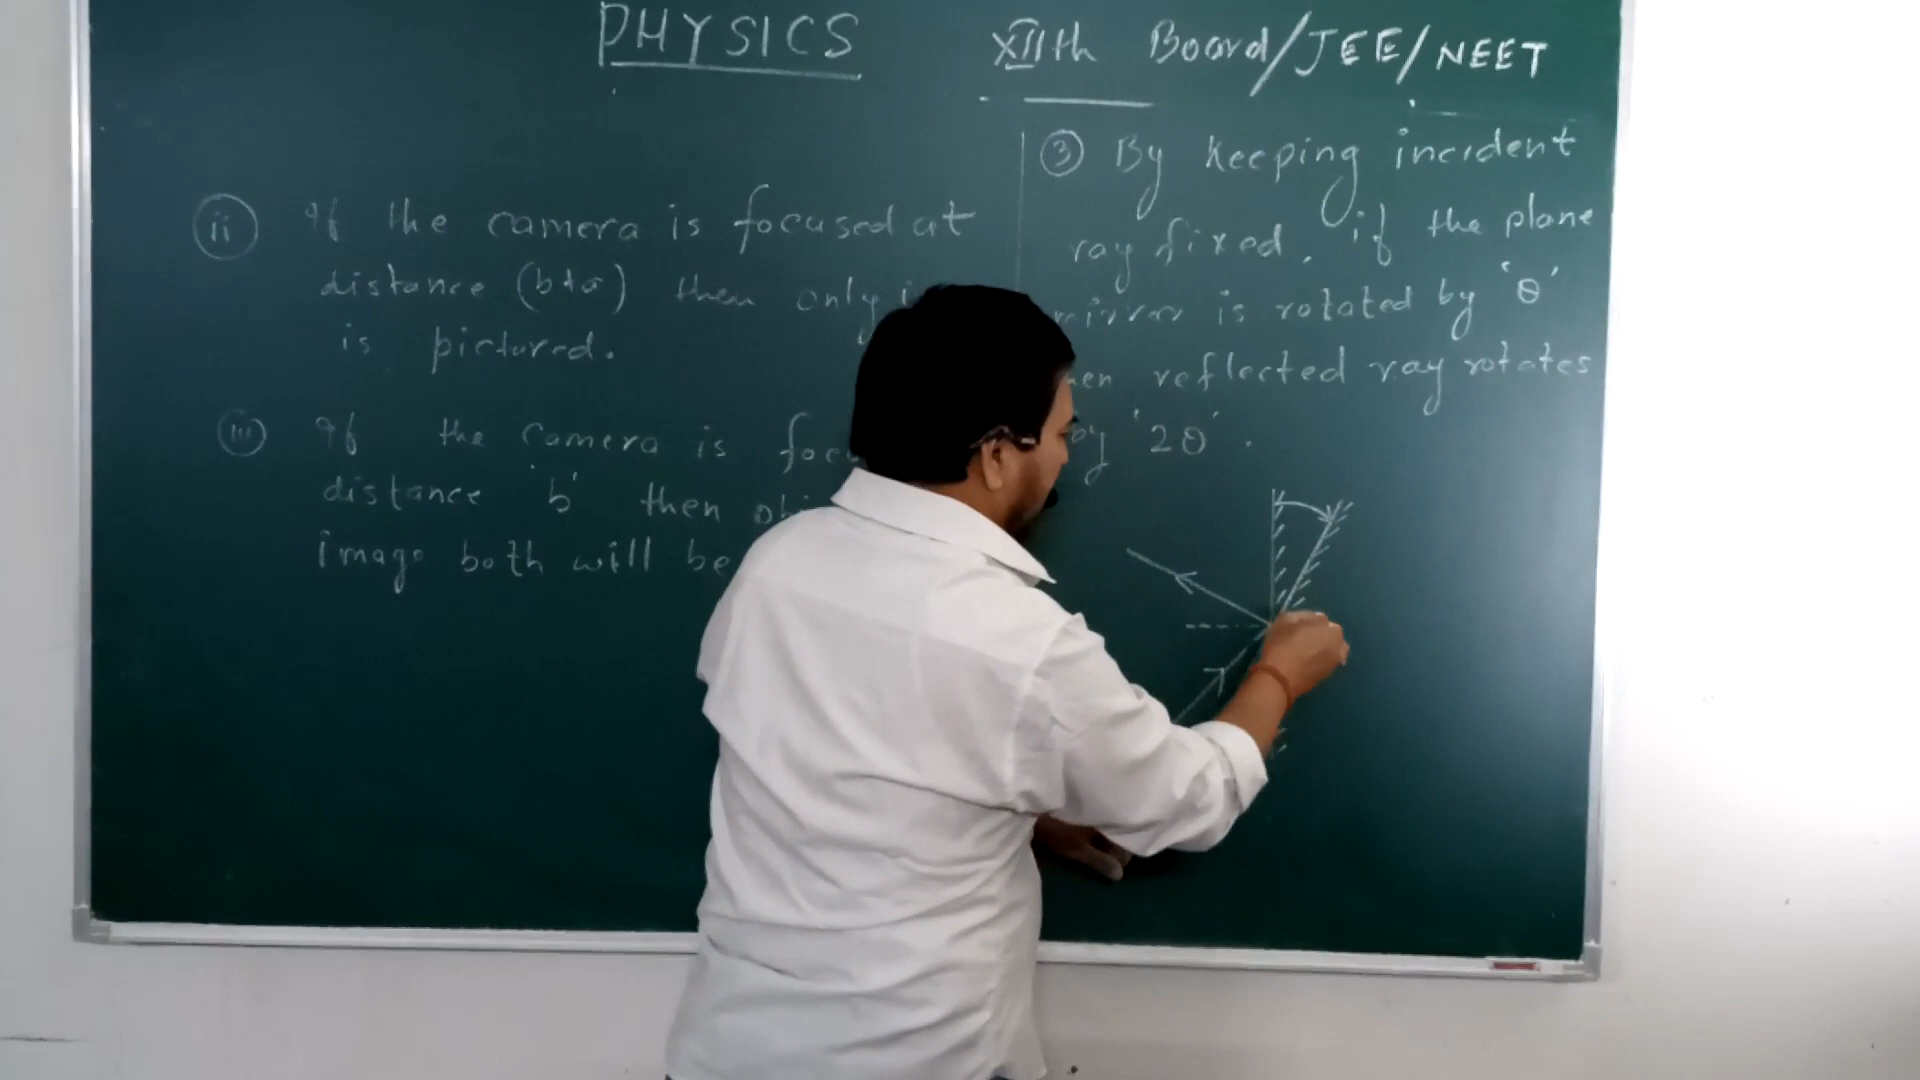 PHYSICS XIIth Board/JEE/NEET
(ii) If the camera is focused at
distance (b+a) then only
is pictured.
(iii) If the camera is
distance 'b' then
image both will be
(3) By keeping incident
ray fixed, if the plane
mirror is rotated by 'θ'
reflected ray rotates
by '2θ'.